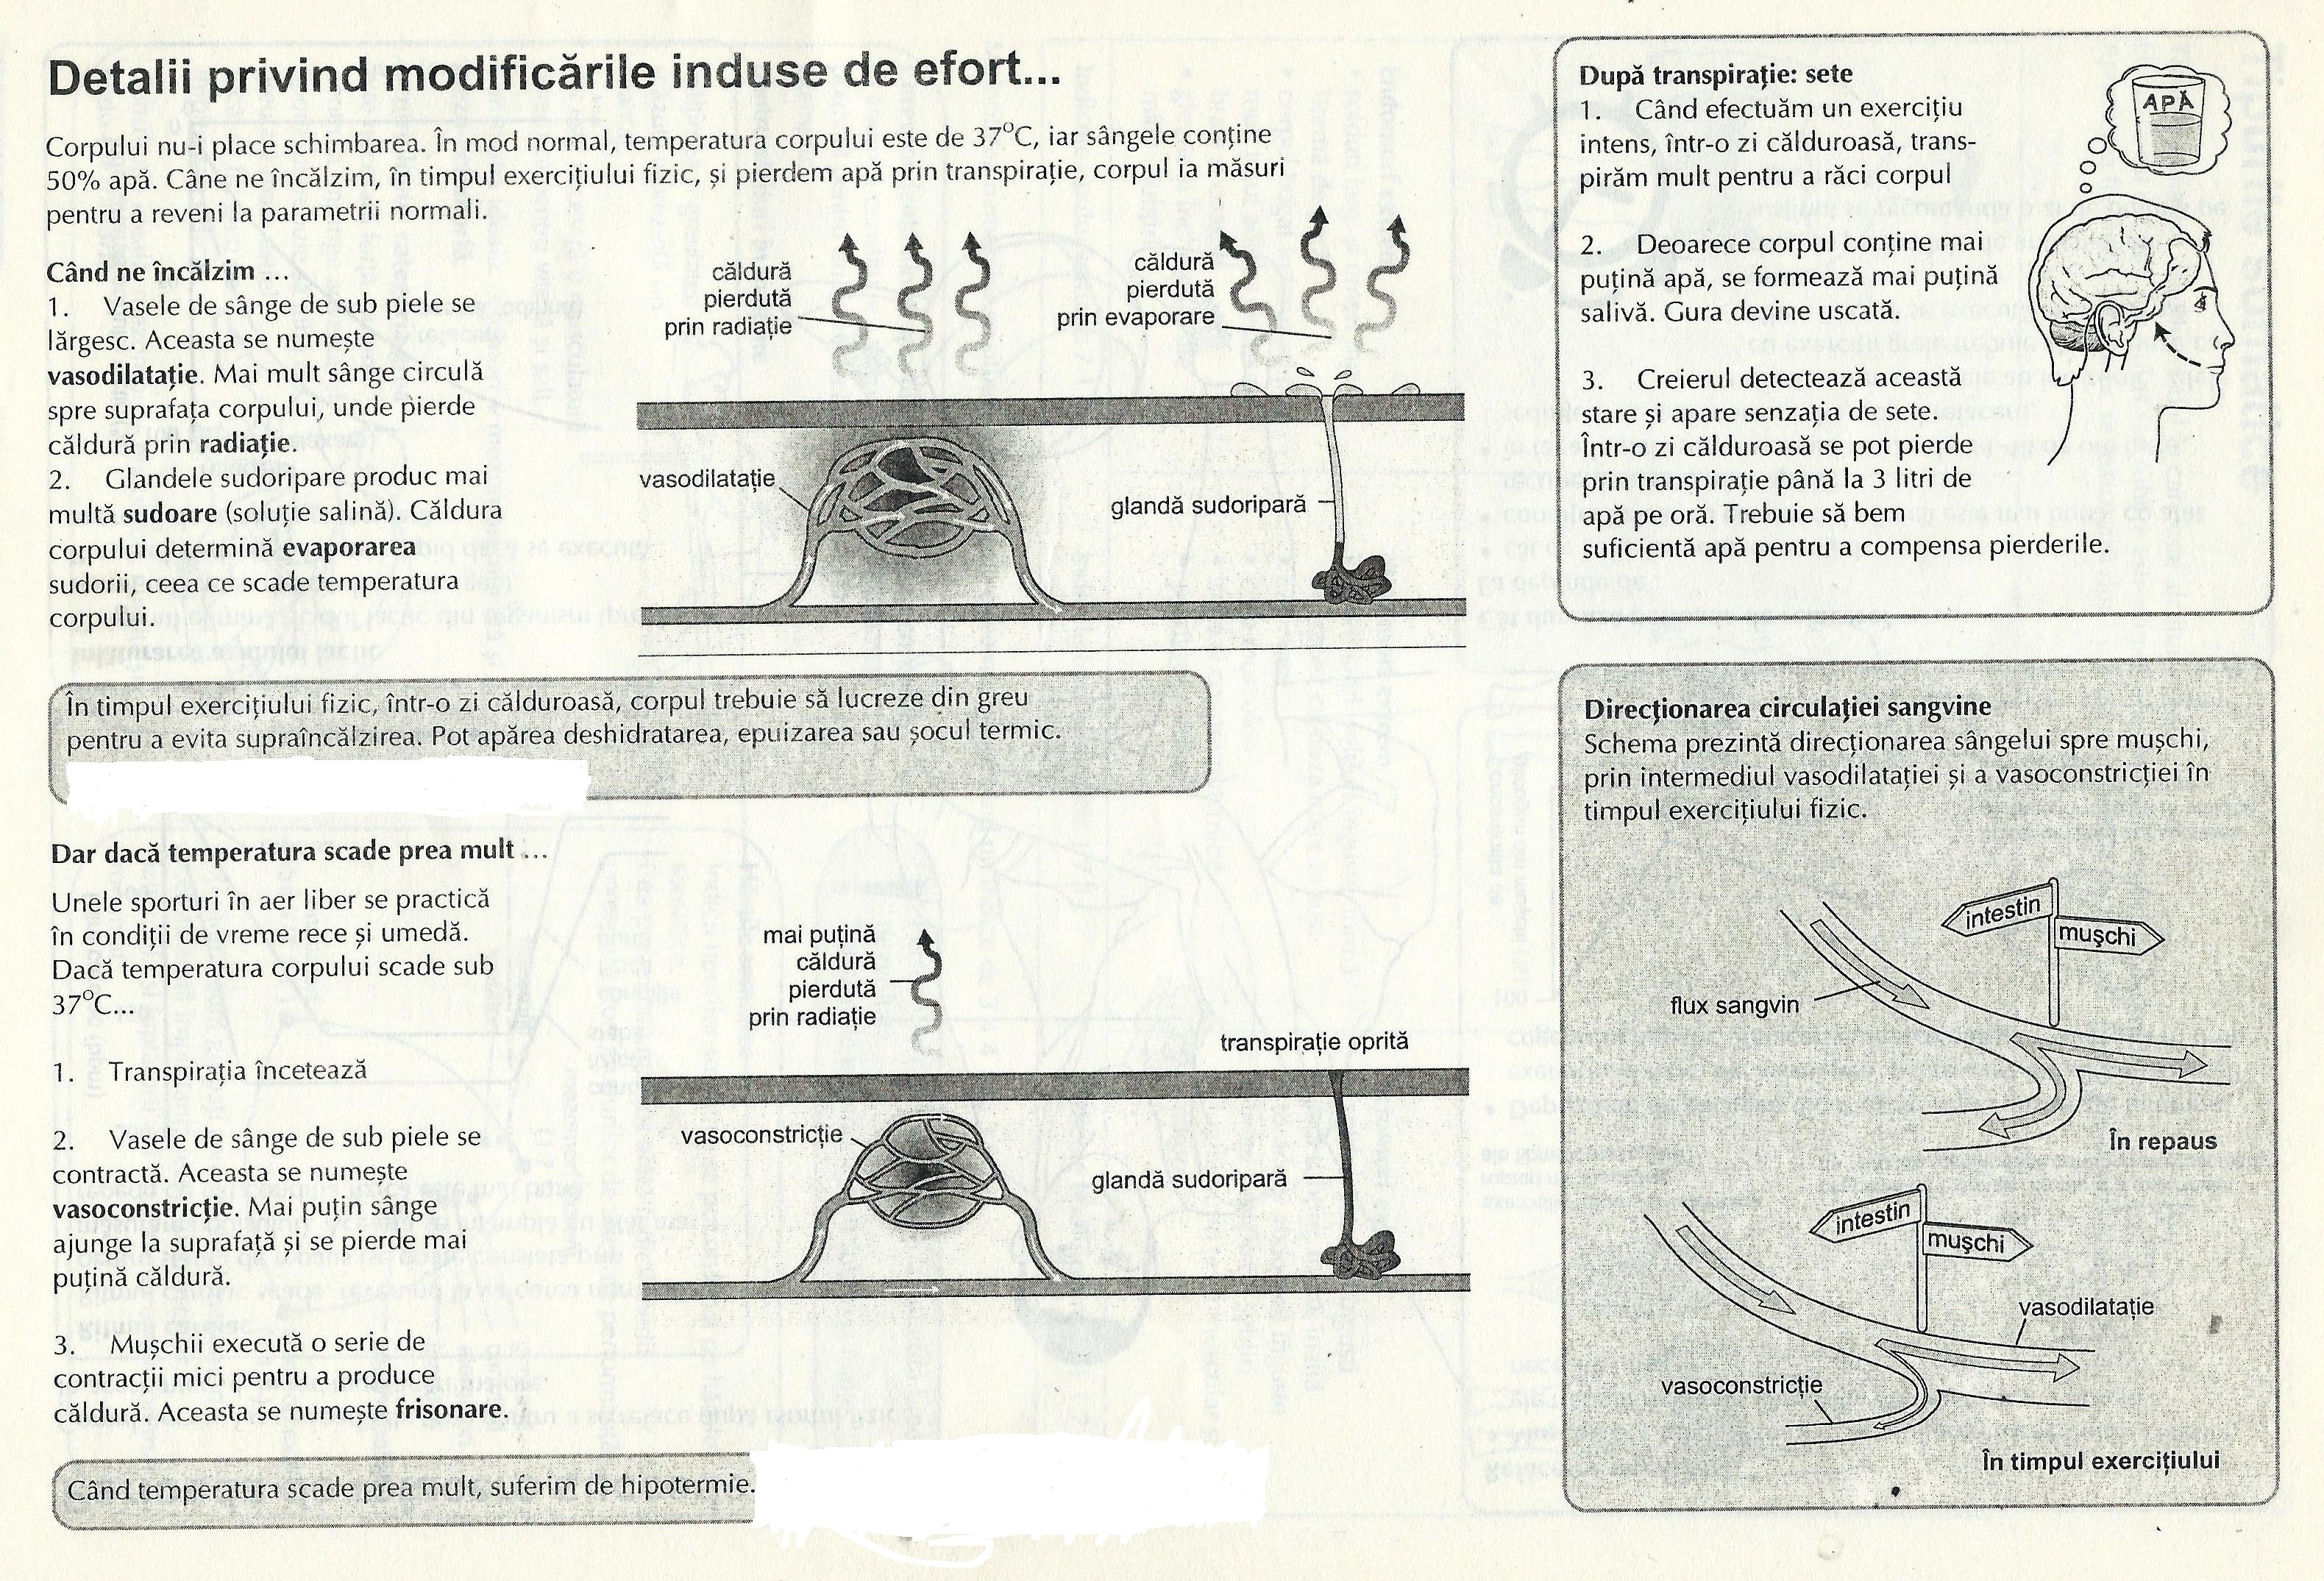 Detalii privind modificările induse de efort...
Corpului nu-i place schimbarea. În mod normal, temperatura corpului este de 37°C, iar sângele conține
50% apă. Câne ne încălzim, în timpul exercițiului fizic, și pierdem apă prin transpirație, corpul ia măsuri
pentru a reveni la parametrii normali.
Când ne încălzim ...
1. Vasele de sânge de sub piele se
lărgesc. Aceasta se numește
vasodilatație. Mai mult sânge circulă
spre suprafața corpului, unde pierde
căldură prin radiație.
2. Glandele sudoripare produc mai
multă sudoare (soluție salină). Căldura
corpului determină evaporarea
sudorii, ceea ce scade temperatura
corpului.
căldură
pierdută
prin radiație
căldură
pierdută
prin evaporare
vasodilatație
glandă sudoripară
În timpul exercițiului fizic, într-o zi călduroasă, corpul trebuie să lucreze din greu
pentru a evita supraîncălzirea. Pot apărea deshidratarea, epuizarea sau șocul termic.
Dar dacă temperatura scade prea mult ...
Unele sporturi în aer liber se practică
în condiții de vreme rece și umedă.
Dacă temperatura corpului scade sub
37°C...
1. Transpirația încetează
2. Vasele de sânge de sub piele se
contractă. Aceasta se numește
vasoconstricție. Mai puțin sânge
ajunge la suprafață și se pierde mai
puțină căldură.
3. Mușchii execută o serie de
contracții mici pentru a produce
căldură. Aceasta se numește frisonare.
mai puțină
căldură
pierdută
prin radiație
transpirație oprită
vasoconstricție
glandă sudoripară
Când temperatura scade prea mult, suferim de hipotermie.
După transpirație: sete
1. Când efectuăm un exercițiu
intens, într-o zi călduroasă, trans-
pirăm mult pentru a răci corpul
2. Deoarece corpul conține mai
puțină apă, se formează mai puțină
salivă. Gura devine uscată.
3. Creierul detectează această
stare și apare senzația de sete.
Într-o zi călduroasă se pot pierde
prin transpirație până la 3 litri de
apă pe oră. Trebuie să bem
suficientă apă pentru a compensa pierderile.
APĂ
Direcționarea circulației sangvine
Schema prezintă direcționarea sângelui spre mușchi,
prin intermediul vasodilatației și a vasoconstricției în
timpul exercițiului fizic.
intestin
mușchi
flux sangvin
În repaus
intestin
mușchi
vasodilatație
vasoconstricție
În timpul exercițiului